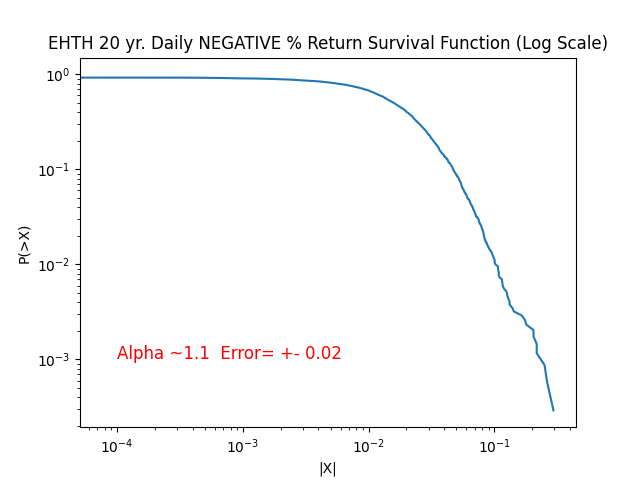 EHTH 20 yr. Daily NEGATIVE % Return Survival Function (Log Scale)
10⁰
10⁻¹
10⁻²
10⁻³
P(>X)
Alpha ~1.1  Error= +- 0.02
10⁻⁴ 10⁻³ 10⁻² 10⁻¹
|X|